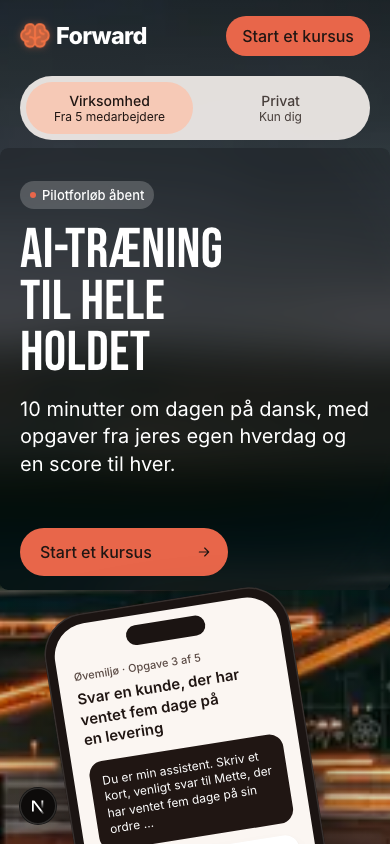 Forward
Start et kursus
Virksomhed
Fra 5 medarbejdere
Privat
Kun dig
Pilotforløb åbent
AI-TRÆNING
TIL HELE
HOLDET
10 minutter om dagen på dansk, med
opgaver fra jeres egen hverdag og
en score til hver.
Start et kursus →
Øvemiljø · Opgave 3 af 5
Svar en kunde, der har
ventet fem dage på
en levering
Du er min assistent. Skriv et
kort, venligt svar til Mette, der
har ventet fem dage på sin
ordre ...
N